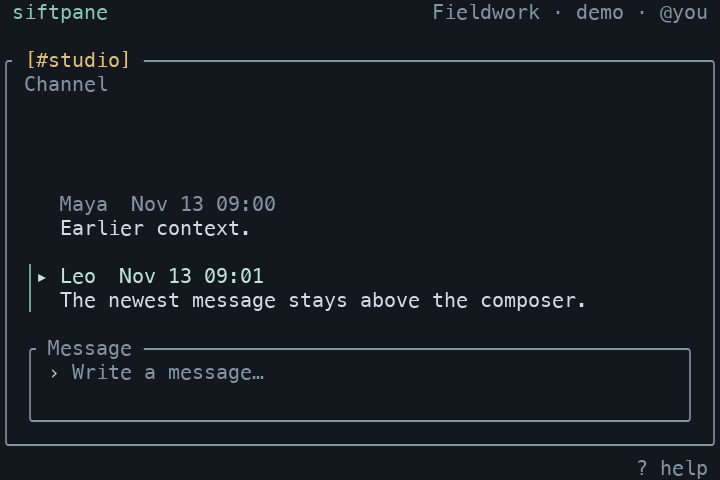 siftpane Fieldwork · demo · @you
[#studio]
Channel
Maya Nov 13 09:00
Earlier context.
▸ Leo Nov 13 09:01
The newest message stays above the composer.
Message
› Write a message…
? help